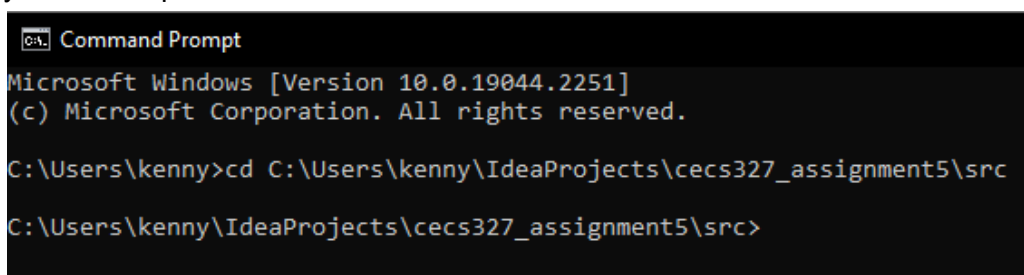 Command Prompt
Microsoft Windows [Version 10.0.19044.2251]
(c) Microsoft Corporation. All rights reserved.
C:\Users\kenny>cd C:\Users\kenny\IdeaProjects\cecs327_assignment5\src
C:\Users\kenny\IdeaProjects\cecs327_assignment5\src>